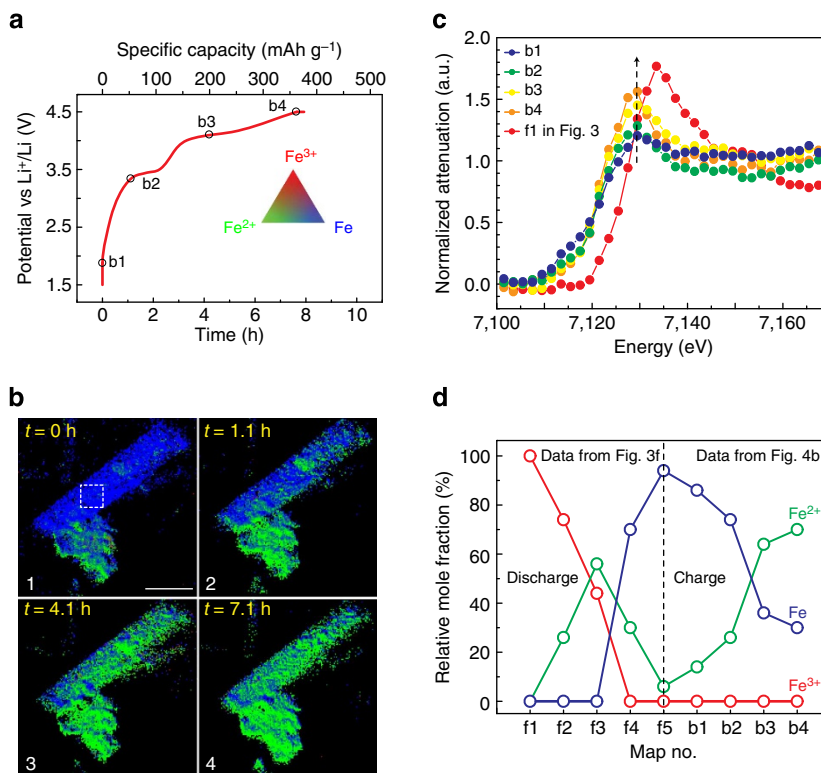 a
Specific capacity (mAh g⁻¹)
0 100 200 300 400 500
4.5
3.5
2.5
1.5
Potential vs Li⁺/Li (V)
b1
b2
b3
b4
Fe³⁺
Fe²⁺
Fe
0 2 4 6 8 10
Time (h)
b
t = 0 h
1
t = 1.1 h
2
t = 4.1 h
3
t = 7.1 h
4
c
2.0
1.5
1.0
0.5
0.0
Normalized attenuation (a.u.)
b1
b2
b3
b4
f1 in Fig. 3
7,100 7,120 7,140 7,160
Energy (eV)
d
100
80
60
40
20
0
Relative mole fraction (%)
Data from Fig. 3f
Data from Fig. 4b
Discharge
Charge
Fe²⁺
Fe
Fe³⁺
f1 f2 f3 f4 f5 b1 b2 b3 b4
Map no.